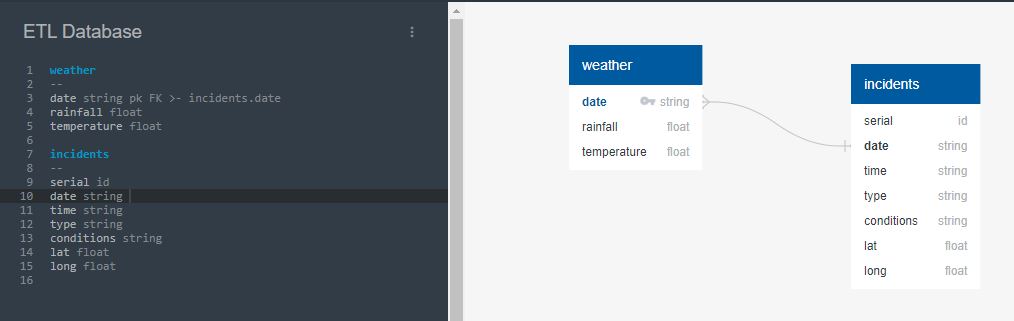 ETL Database
1 weather
2 --
3 date string pk FK >- incidents.date
4 rainfall float
5 temperature float
6
7 incidents
8 --
9 serial id
10 date string
11 time string
12 type string
13 conditions string
14 lat float
15 long float
16
weather
date string
rainfall float
temperature float
incidents
serial id
date string
time string
type string
conditions string
lat float
long float